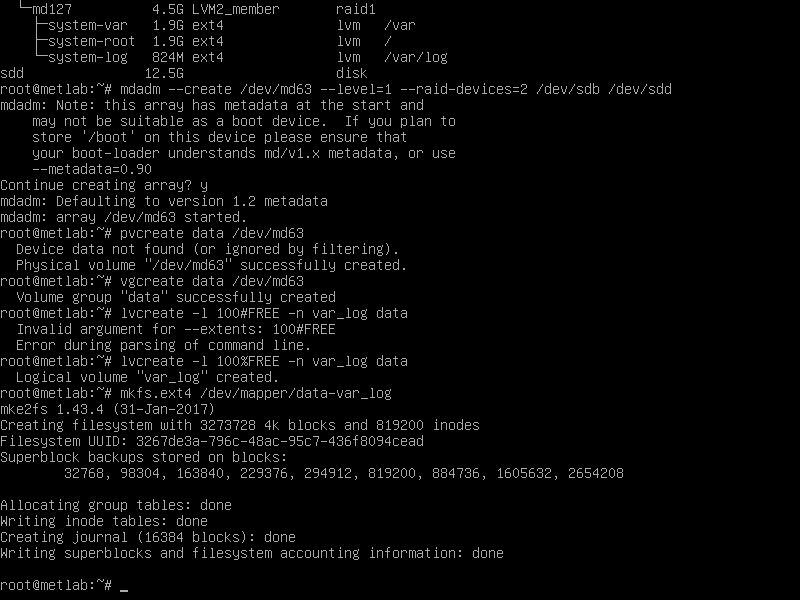 └─md127          4.5G LVM2_member       raid1
  ├─system-var   1.9G ext4              lvm   /var
  ├─system-root  1.9G ext4              lvm   /
  └─system-log   824M ext4              lvm   /var/log
sdd               12.5G                   disk
root@metlab:~# mdadm --create /dev/md63 --level=1 --raid-devices=2 /dev/sdb /dev/sdd
mdadm: Note: this array has metadata at the start and
    may not be suitable as a boot device.  If you plan to
    store '/boot' on this device please ensure that
    your boot-loader understands md/v1.x metadata, or use
    --metadata=0.90
Continue creating array? y
mdadm: Defaulting to version 1.2 metadata
mdadm: array /dev/md63 started.
root@metlab:~# pvcreate data /dev/md63
  Device data not found (or ignored by filtering).
  Physical volume "/dev/md63" successfully created.
root@metlab:~# vgcreate data /dev/md63
  Volume group "data" successfully created
root@metlab:~# lvcreate -l 100#FREE -n var_log data
  Invalid argument for --extents: 100#FREE
  Error during parsing of command line.
root@metlab:~# lvcreate -l 100%FREE -n var_log data
  Logical volume "var_log" created.
root@metlab:~# mkfs.ext4 /dev/mapper/data-var_log
mke2fs 1.43.4 (31-Jan-2017)
Creating filesystem with 3273728 4k blocks and 819200 inodes
Filesystem UUID: 3267de3a-796c-48ac-95c7-436f8094cead
Superblock backups stored on blocks:
        32768, 98304, 163840, 229376, 294912, 819200, 884736, 1605632, 2654208
Allocating group tables: done
Writing inode tables: done
Creating journal (16384 blocks): done
Writing superblocks and filesystem accounting information: done
root@metlab:~# _